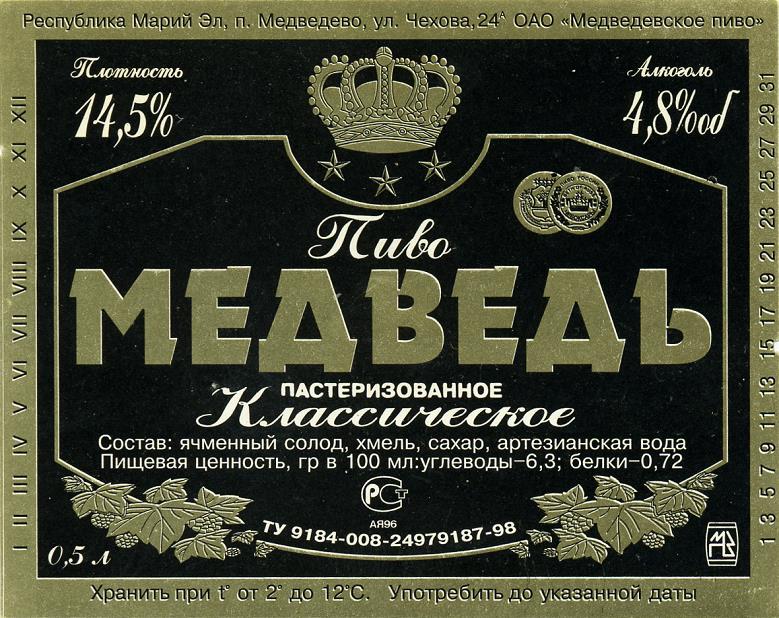 Республика Марий Эл, п. Медведево, ул. Чехова, 24ᴬ ОАО «Медведевское пиво»
Плотность
14,5%
Алкоголь
4,8%об
Пиво
МЕДВЕДЬ
ПАСТЕРИЗОВАННОЕ
Классическое
Состав: ячменный солод, хмель, сахар, артезианская вода
Пищевая ценность, гр в 100 мл:углеводы–6,3; белки–0,72
РСТ
АЯ96
ТУ 9184-008-24979187-98
0,5 л
I II III IV V VI VII VIII IX X XI XII
1 3 5 7 9 11 13 15 17 19 21 23 25 27 29 31
Хранить при t° от 2° до 12°С. Употребить до указанной даты